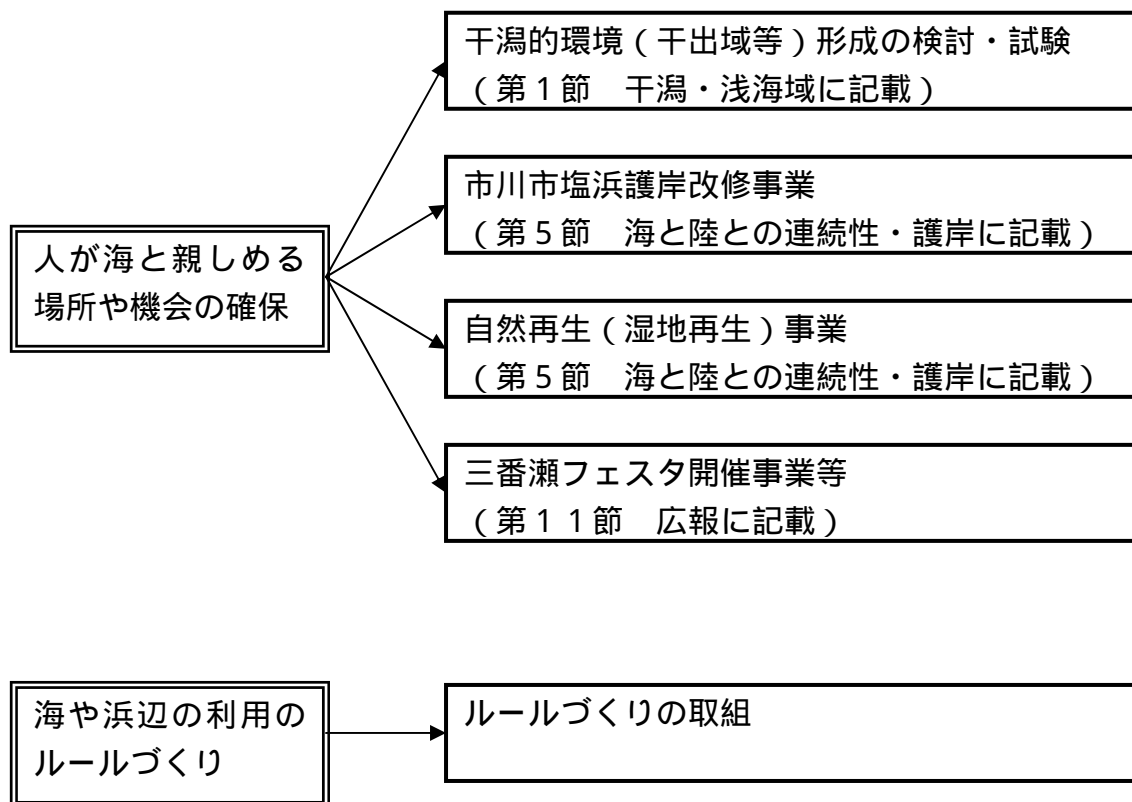 干潟的環境（干出域等）形成の検討・試験
（第１節　干潟・浅海域に記載）
市川市塩浜護岸改修事業
（第５節　海と陸との連続性・護岸に記載）
人が海と親しめる
場所や機会の確保
自然再生（湿地再生）事業
（第５節　海と陸との連続性・護岸に記載）
三番瀬フェスタ開催事業等
（第１１節　広報に記載）
海や浜辺の利用の
ルールづくり
ルールづくりの取組